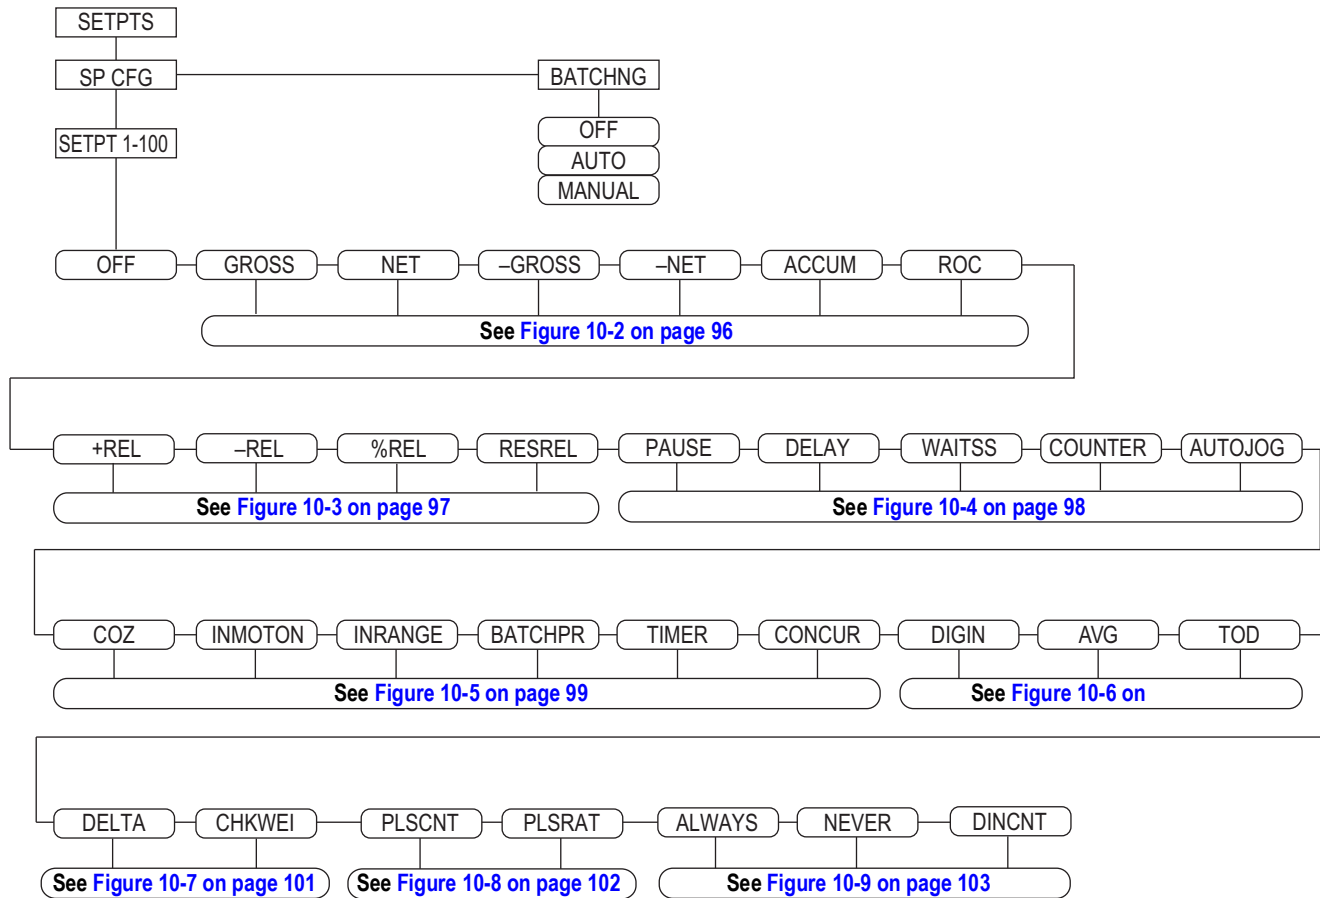 SETPTS
SP CFG
BATCHNG
SETPT 1-100
OFF
AUTO
MANUAL
OFF
GROSS
NET
–GROSS
–NET
ACCUM
ROC
See Figure 10-2 on page 96
+REL
–REL
%REL
RESREL
PAUSE
DELAY
WAITSS
COUNTER
AUTOJOG
See Figure 10-3 on page 97
See Figure 10-4 on page 98
COZ
INMOTON
INRANGE
BATCHPR
TIMER
CONCUR
DIGIN
AVG
TOD
See Figure 10-5 on page 99
See Figure 10-6 on
DELTA
CHKWEI
PLSCNT
PLSRAT
ALWAYS
NEVER
DINCNT
See Figure 10-7 on page 101
See Figure 10-8 on page 102
See Figure 10-9 on page 103